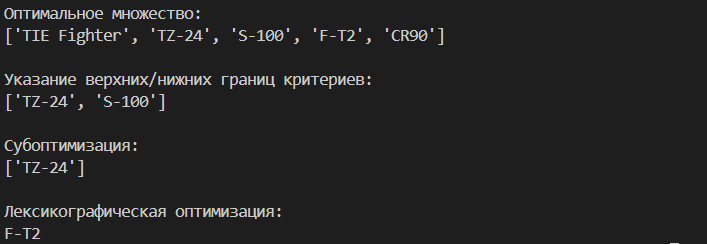 Оптимальное множество:
['TIE Fighter', 'TZ-24', 'S-100', 'F-T2', 'CR90']
Указание верхних/нижних границ критериев:
['TZ-24', 'S-100']
Субоптимизация:
['TZ-24']
Лексикографическая оптимизация:
F-T2